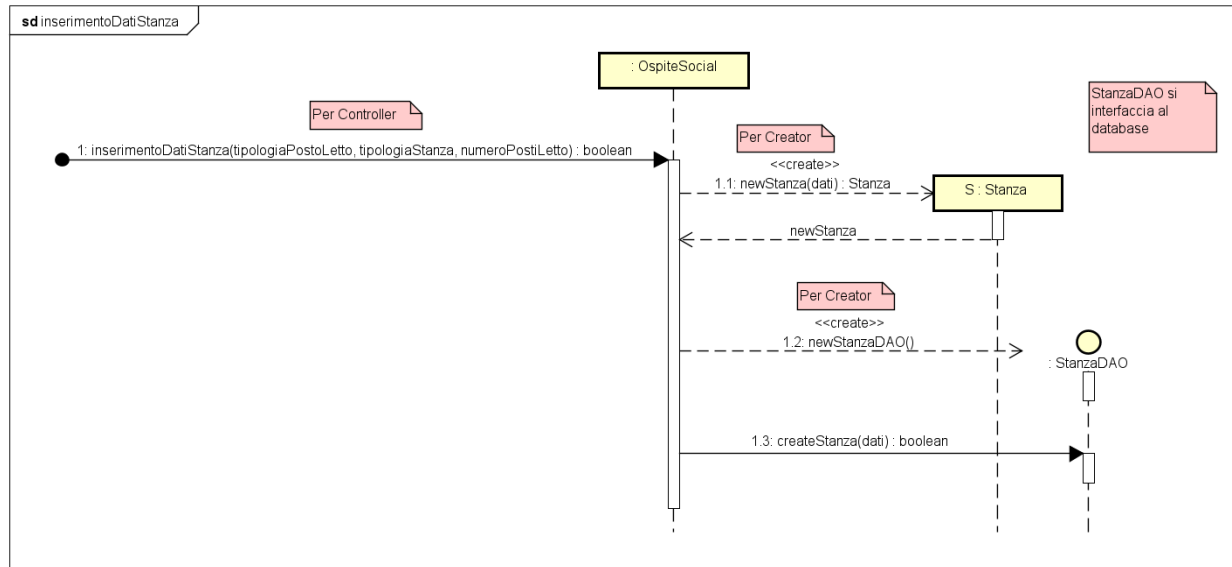 sd inserimentoDatiStanza
: OspiteSocial
StanzaDAO si
interfaccia al
database
Per Controller
Per Creator
1: inserimentoDatiStanza(tipologiaPostoLetto, tipologiaStanza, numeroPostiLetto) : boolean
<<create>>
1.1: newStanza(dati) : Stanza
S : Stanza
newStanza
Per Creator
<<create>>
1.2: newStanzaDAO()
: StanzaDAO
1.3: createStanza(dati) : boolean